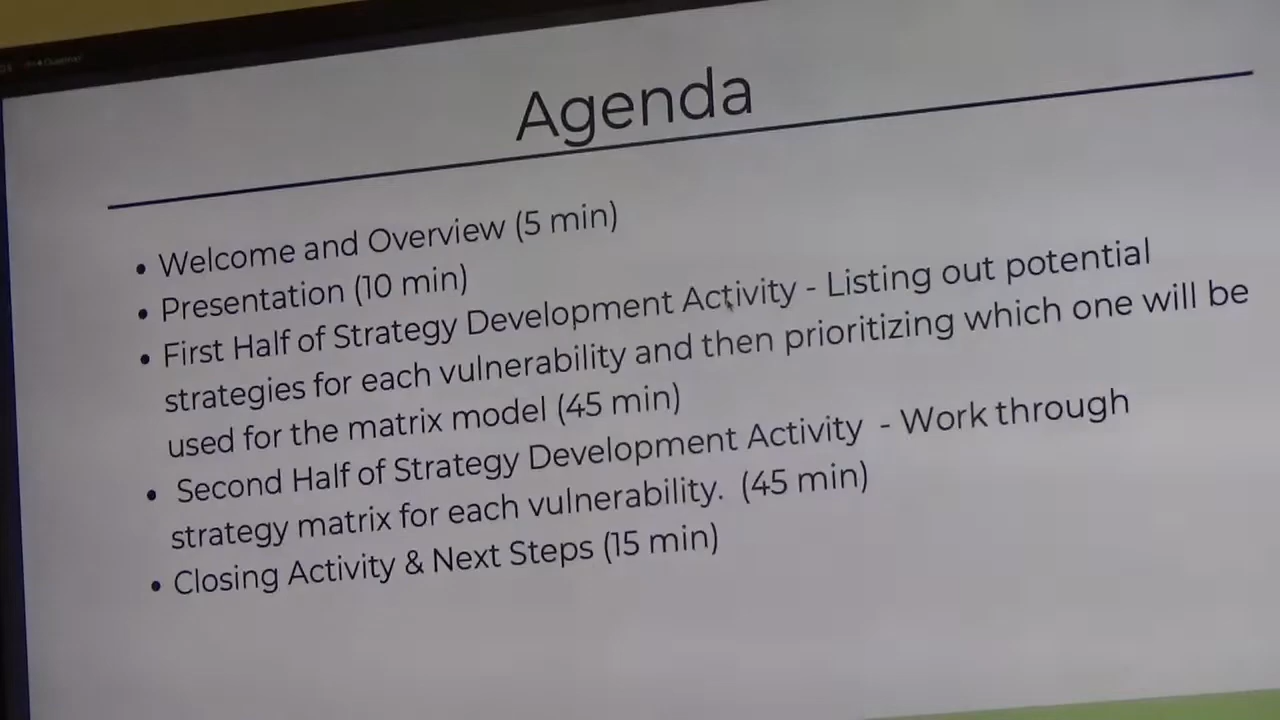 Agenda
• Welcome and Overview (5 min)
• Presentation (10 min)
• First Half of Strategy Development Activity - Listing out potential
strategies for each vulnerability and then prioritizing which one will be
used for the matrix model (45 min)
• Second Half of Strategy Development Activity - Work through
strategy matrix for each vulnerability. (45 min)
• Closing Activity & Next Steps (15 min)